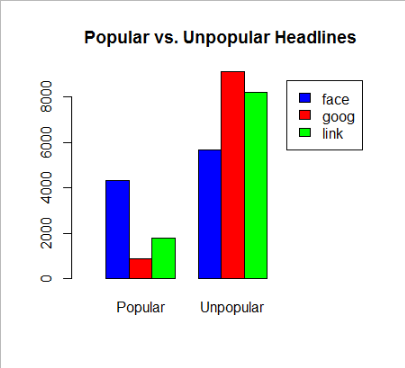 Popular vs. Unpopular Headlines
8000
6000
4000
2000
0
face
goog
link
Popular
Unpopular